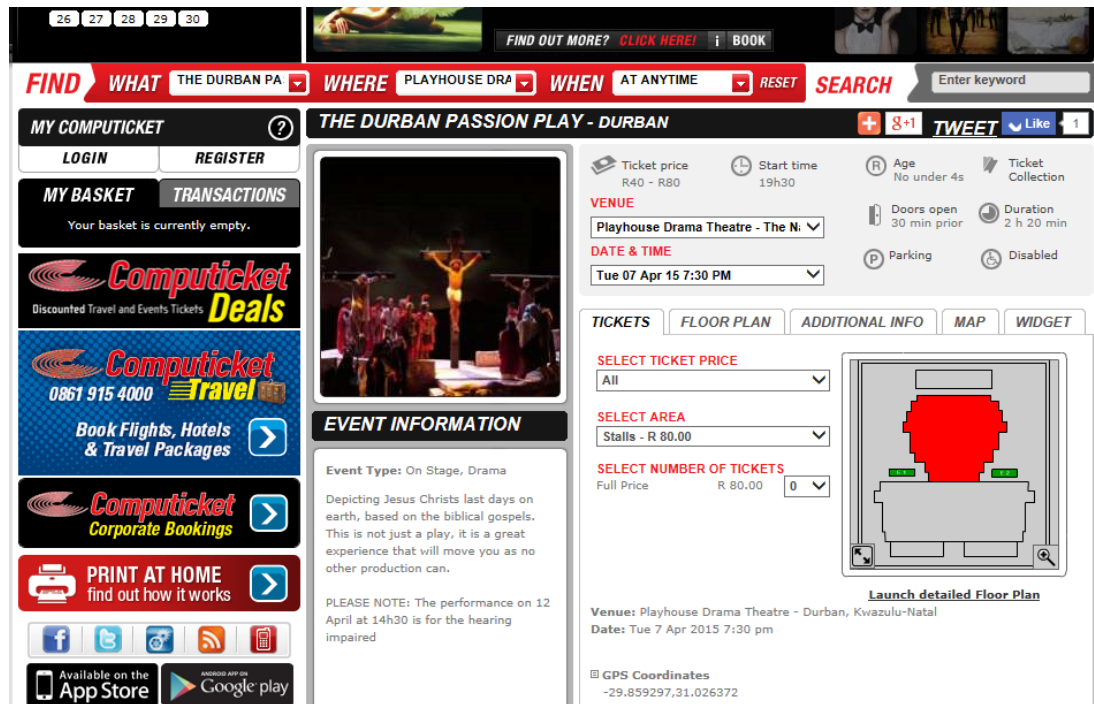 26 27 28 29 30
FIND OUT MORE? CLICK HERE! i BOOK
FIND WHAT THE DURBAN PA WHERE PLAYHOUSE DRA WHEN AT ANYTIME RESET SEARCH Enter keyword
MY COMPUTICKET ?
LOGIN REGISTER
MY BASKET TRANSACTIONS
Your basket is currently empty.
Computicket
Discounted Travel and Events Tickets Deals
Computicket
0861 915 4000 Travel
Book Flights, Hotels
& Travel Packages
Computicket
Corporate Bookings
PRINT AT HOME
find out how it works
Available on the
App Store
ANDROID APP ON
Google play
THE DURBAN PASSION PLAY - DURBAN
g+1 TWEET Like 1
EVENT INFORMATION
Event Type: On Stage, Drama
Depicting Jesus Christs last days on
earth, based on the biblical gospels.
This is not just a play, it is a great
experience that will move you as no
other production can.
PLEASE NOTE: The performance on 12
April at 14h30 is for the hearing
impaired
Ticket price
R40 - R80
Start time
19h30
R Age
No under 4s
Ticket
Collection
VENUE
Playhouse Drama Theatre - The Na
Doors open
30 min prior
Duration
2 h 20 min
DATE & TIME
Tue 07 Apr 15 7:30 PM
P Parking
Disabled
TICKETS FLOOR PLAN ADDITIONAL INFO MAP WIDGET
SELECT TICKET PRICE
All
SELECT AREA
Stalls - R 80.00
SELECT NUMBER OF TICKETS
Full Price R 80.00 0
Launch detailed Floor Plan
Venue: Playhouse Drama Theatre - Durban, Kwazulu-Natal
Date: Tue 7 Apr 2015 7:30 pm
GPS Coordinates
-29.859297,31.026372